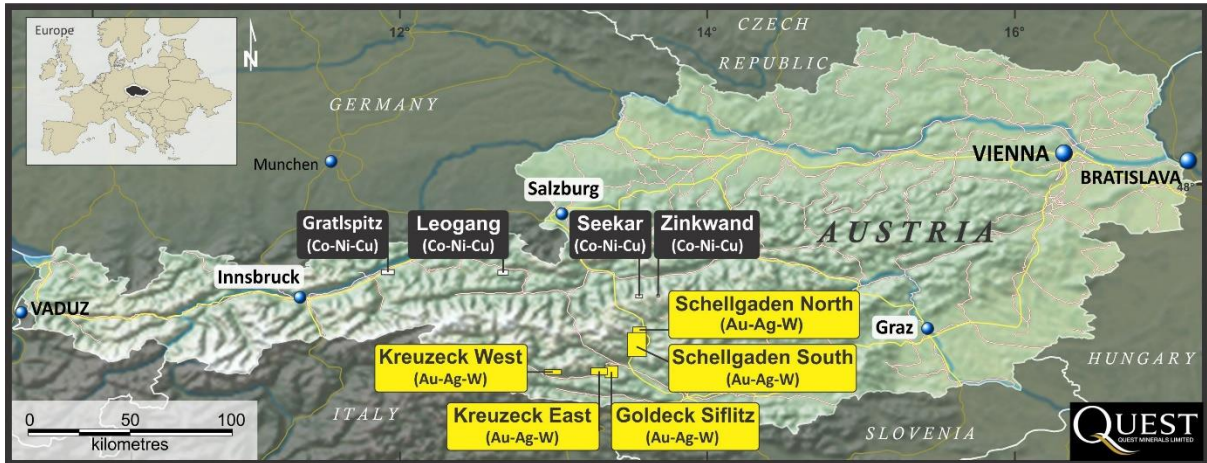 Europe
N
12
14
16
CZECH
REPUBLIC
GERMANY
Munchen
VIENNA
BRATISLAVA
48°
Salzburg
Gratlspitz
(Co-Ni-Cu)
Leogang
(Co-Ni-Cu)
Seekar
(Co-Ni-Cu)
Zinkwand
(Co-Ni-Cu)
AUSTRIA
Innsbruck
VADUZ
Schellgaden North
(Au-Ag-W)
Graz
Kreuzeck West
(Au-Ag-W)
Schellgaden South
(Au-Ag-W)
HUNGARY
Kreuzeck East
(Au-Ag-W)
Goldeck Siflitz
(Au-Ag-W)
ITALY
SLOVENIA
0 50 100
kilometres
QUEST
QUEST MINERALS LIMITED